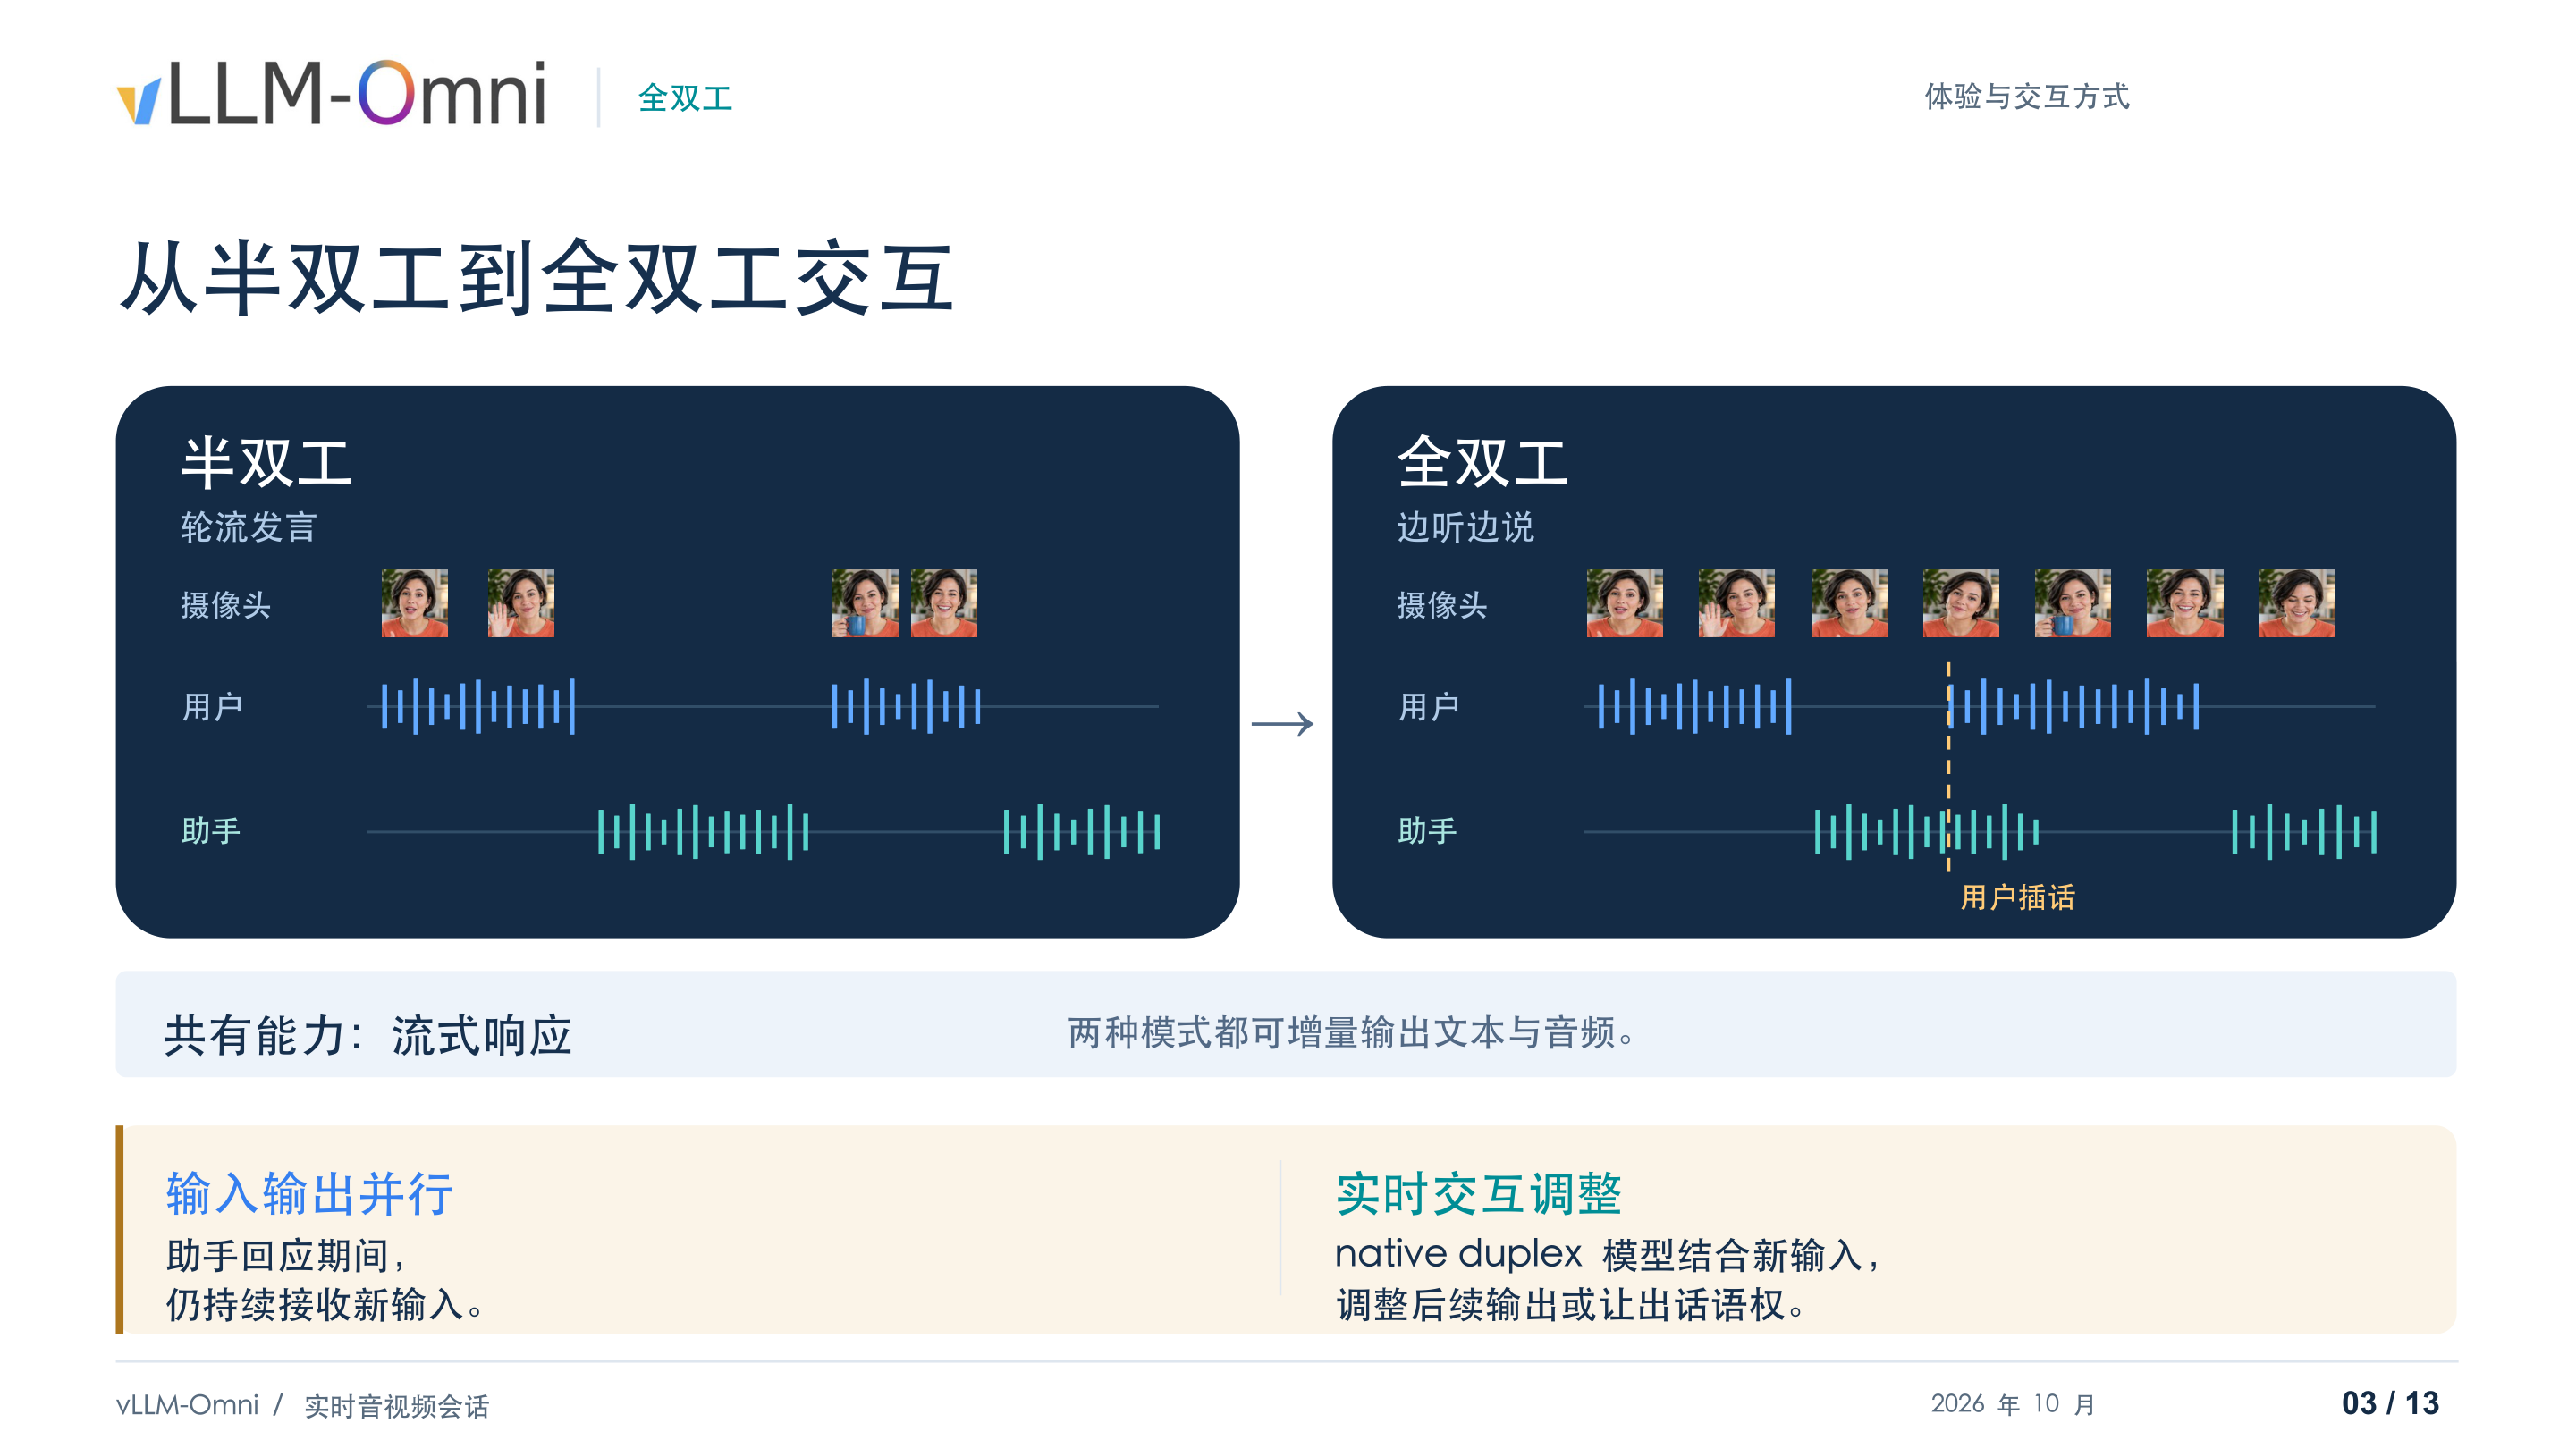 vLLM-Omni
全双工
体验与交互方式
从半双工到全双工交互
半双工
轮流发言
摄像头
用户
助手
→
全双工
边听边说
摄像头
用户
助手
用户插话
共有能力：流式响应
两种模式都可增量输出文本与音频。
输入输出并行
助手回应期间，
仍持续接收新输入。
实时交互调整
native duplex 模型结合新输入，
调整后续输出或让出话语权。
vLLM-Omni / 实时音视频会话
2026 年 10 月
03 / 13